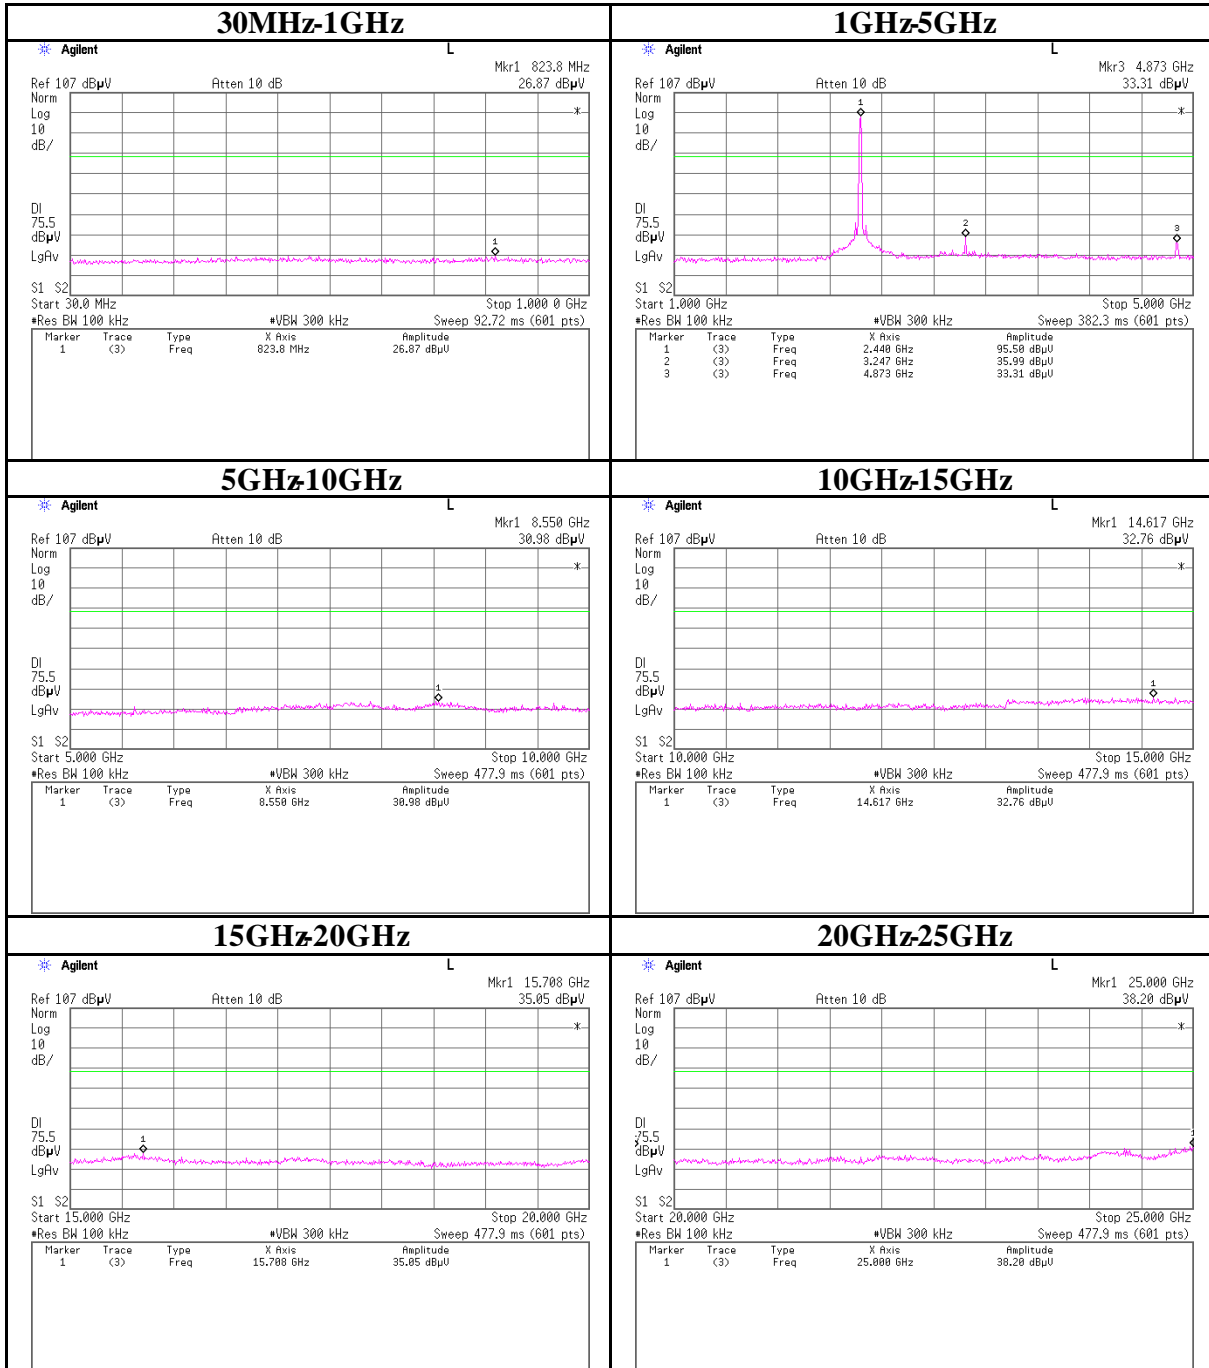 30MHz-1GHz
Agilent
L
Mkr1 823.8 MHz
Ref 107 dBµV
Atten 10 dB
26.87 dBµV
Norm
Log
10
dB/
1
DI
75.5
dBµV
LgAv
S1 S2
Start 30.0 MHz
Stop 1.000 0 GHz
#Res BW 100 kHz
#VBW 300 kHz
Sweep 92.72 ms (601 pts)
Marker Trace Type X Axis Amplitude
1 (3) Freq 823.8 MHz 26.87 dBµV
1GHz-5GHz
Agilent
L
Mkr3 4.873 GHz
Ref 107 dBµV
Atten 10 dB
33.31 dBµV
Norm
Log
10
dB/
1
2
3
DI
75.5
dBµV
LgAv
S1 S2
Start 1.000 GHz
Stop 5.000 GHz
#Res BW 100 kHz
#VBW 300 kHz
Sweep 382.3 ms (601 pts)
Marker Trace Type X Axis Amplitude
1 (3) Freq 2.440 GHz 95.50 dBµV
2 (3) Freq 3.247 GHz 35.99 dBµV
3 (3) Freq 4.873 GHz 33.31 dBµV
5GHz-10GHz
Agilent
L
Mkr1 8.550 GHz
Ref 107 dBµV
Atten 10 dB
30.98 dBµV
Norm
Log
10
dB/
1
DI
75.5
dBµV
LgAv
S1 S2
Start 5.000 GHz
Stop 10.000 GHz
#Res BW 100 kHz
#VBW 300 kHz
Sweep 477.9 ms (601 pts)
Marker Trace Type X Axis Amplitude
1 (3) Freq 8.550 GHz 30.98 dBµV
10GHz-15GHz
Agilent
L
Mkr1 14.617 GHz
Ref 107 dBµV
Atten 10 dB
32.76 dBµV
Norm
Log
10
dB/
1
DI
75.5
dBµV
LgAv
S1 S2
Start 10.000 GHz
Stop 15.000 GHz
#Res BW 100 kHz
#VBW 300 kHz
Sweep 477.9 ms (601 pts)
Marker Trace Type X Axis Amplitude
1 (3) Freq 14.617 GHz 32.76 dBµV
15GHz-20GHz
Agilent
L
Mkr1 15.708 GHz
Ref 107 dBµV
Atten 10 dB
35.05 dBµV
Norm
Log
10
dB/
1
DI
75.5
dBµV
LgAv
S1 S2
Start 15.000 GHz
Stop 20.000 GHz
#Res BW 100 kHz
#VBW 300 kHz
Sweep 477.9 ms (601 pts)
Marker Trace Type X Axis Amplitude
1 (3) Freq 15.708 GHz 35.05 dBµV
20GHz-25GHz
Agilent
L
Mkr1 25.000 GHz
Ref 107 dBµV
Atten 10 dB
38.20 dBµV
Norm
Log
10
dB/
1
DI
75.5
dBµV
LgAv
S1 S2
Start 20.000 GHz
Stop 25.000 GHz
#Res BW 100 kHz
#VBW 300 kHz
Sweep 477.9 ms (601 pts)
Marker Trace Type X Axis Amplitude
1 (3) Freq 25.000 GHz 38.20 dBµV